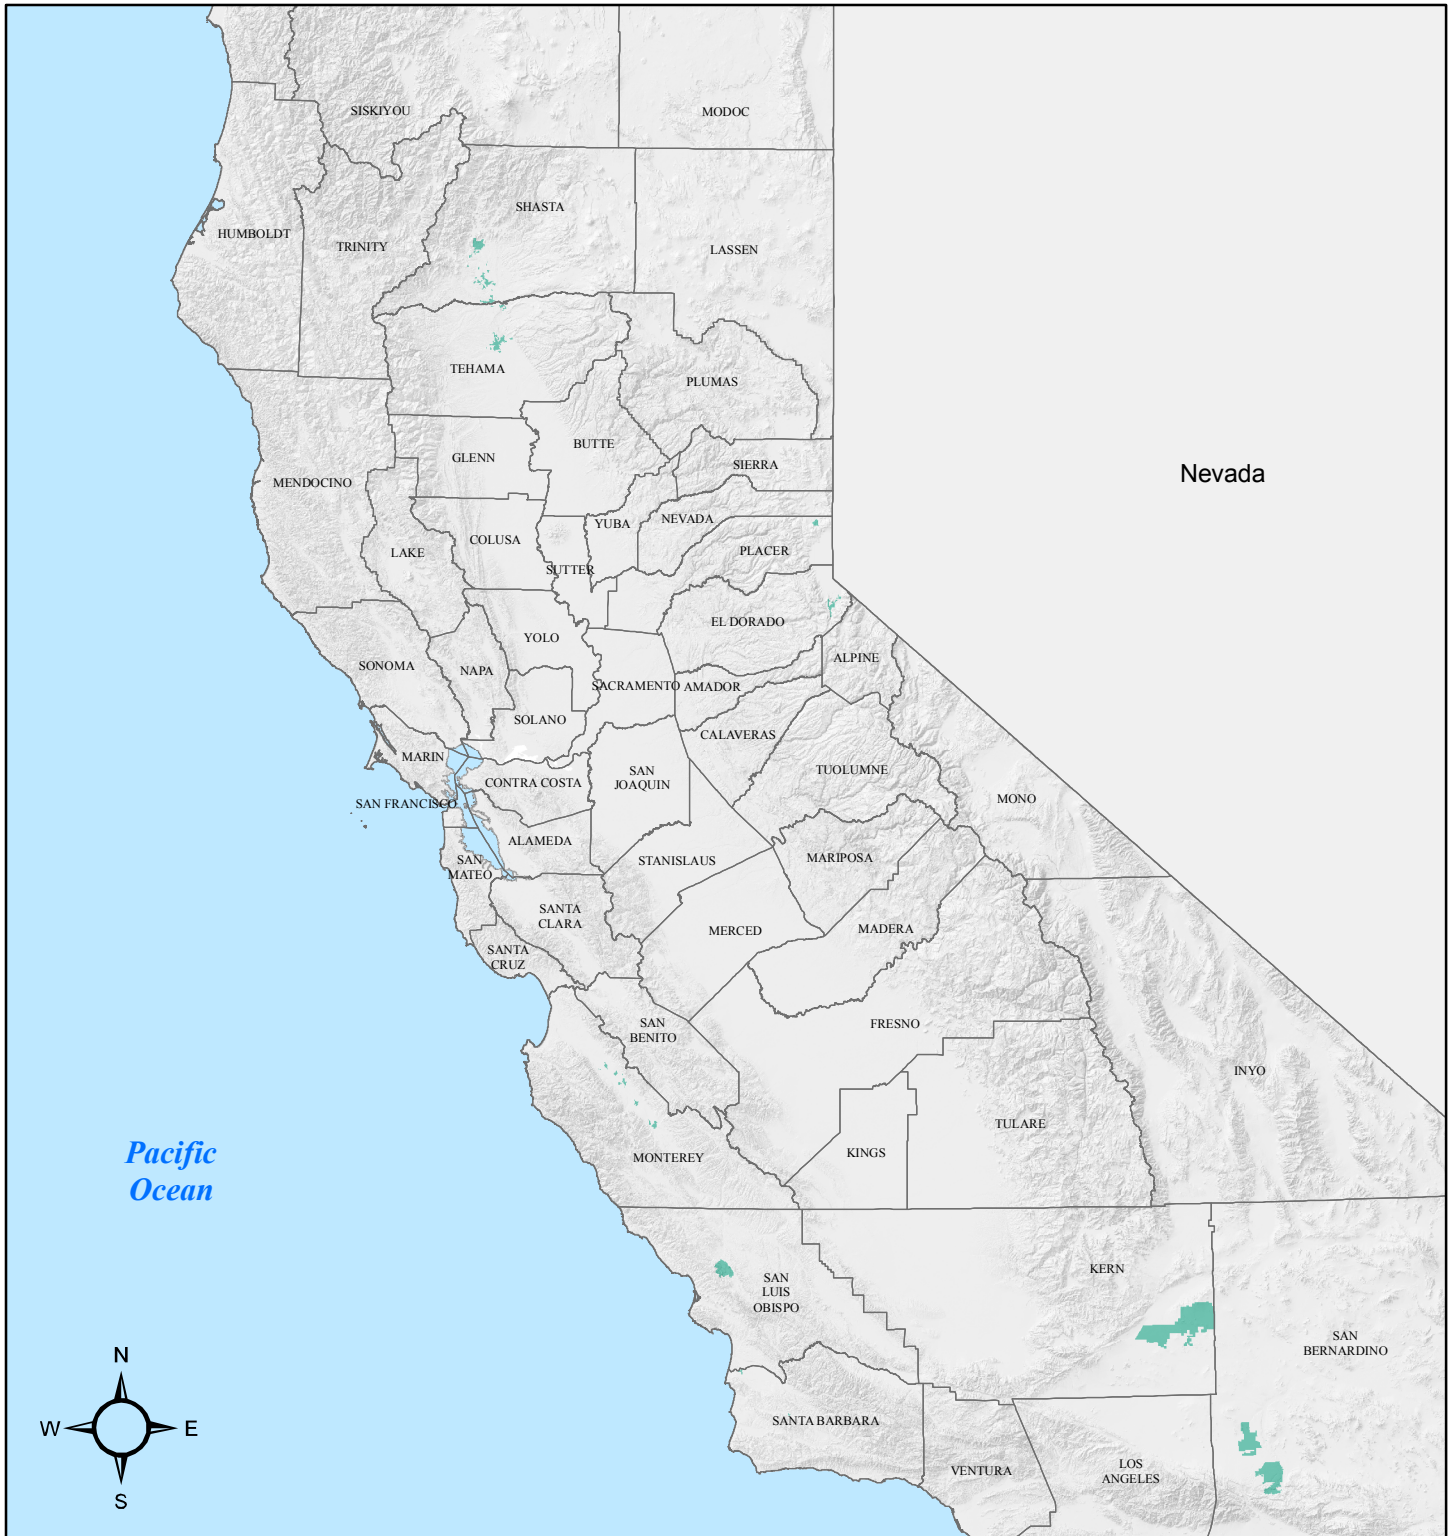 SISKIYOU
MODOC
SHASTA
HUMBOLDT
TRINITY
LASSEN
TEHAMA
PLUMAS
BUTTE
GLENN
SIERRA
Nevada
MENDOCINO
NEVADA
YUBA
COLUSA
LAKE
PLACER
SUTTER
EL DORADO
YOLO
ALPINE
SONOMA
NAPA
SACRAMENTO
AMADOR
SOLANO
CALAVERAS
MARIN
TUOLUMNE
SAN
JOAQUIN
CONTRA COSTA
MONO
SAN FRANCISCO
ALAMEDA
STANISLAUS
MARIPOSA
SAN
MATEO
SANTA
CLARA
MERCED
MADERA
SANTA
CRUZ
SAN
BENITO
FRESNO
INYO
TULARE
Pacific
Ocean
KINGS
MONTEREY
KERN
SAN
LUIS
OBISPO
SAN
BERNARDINO
N
W
E
S
SANTA BARBARA
VENTURA
LOS
ANGELES